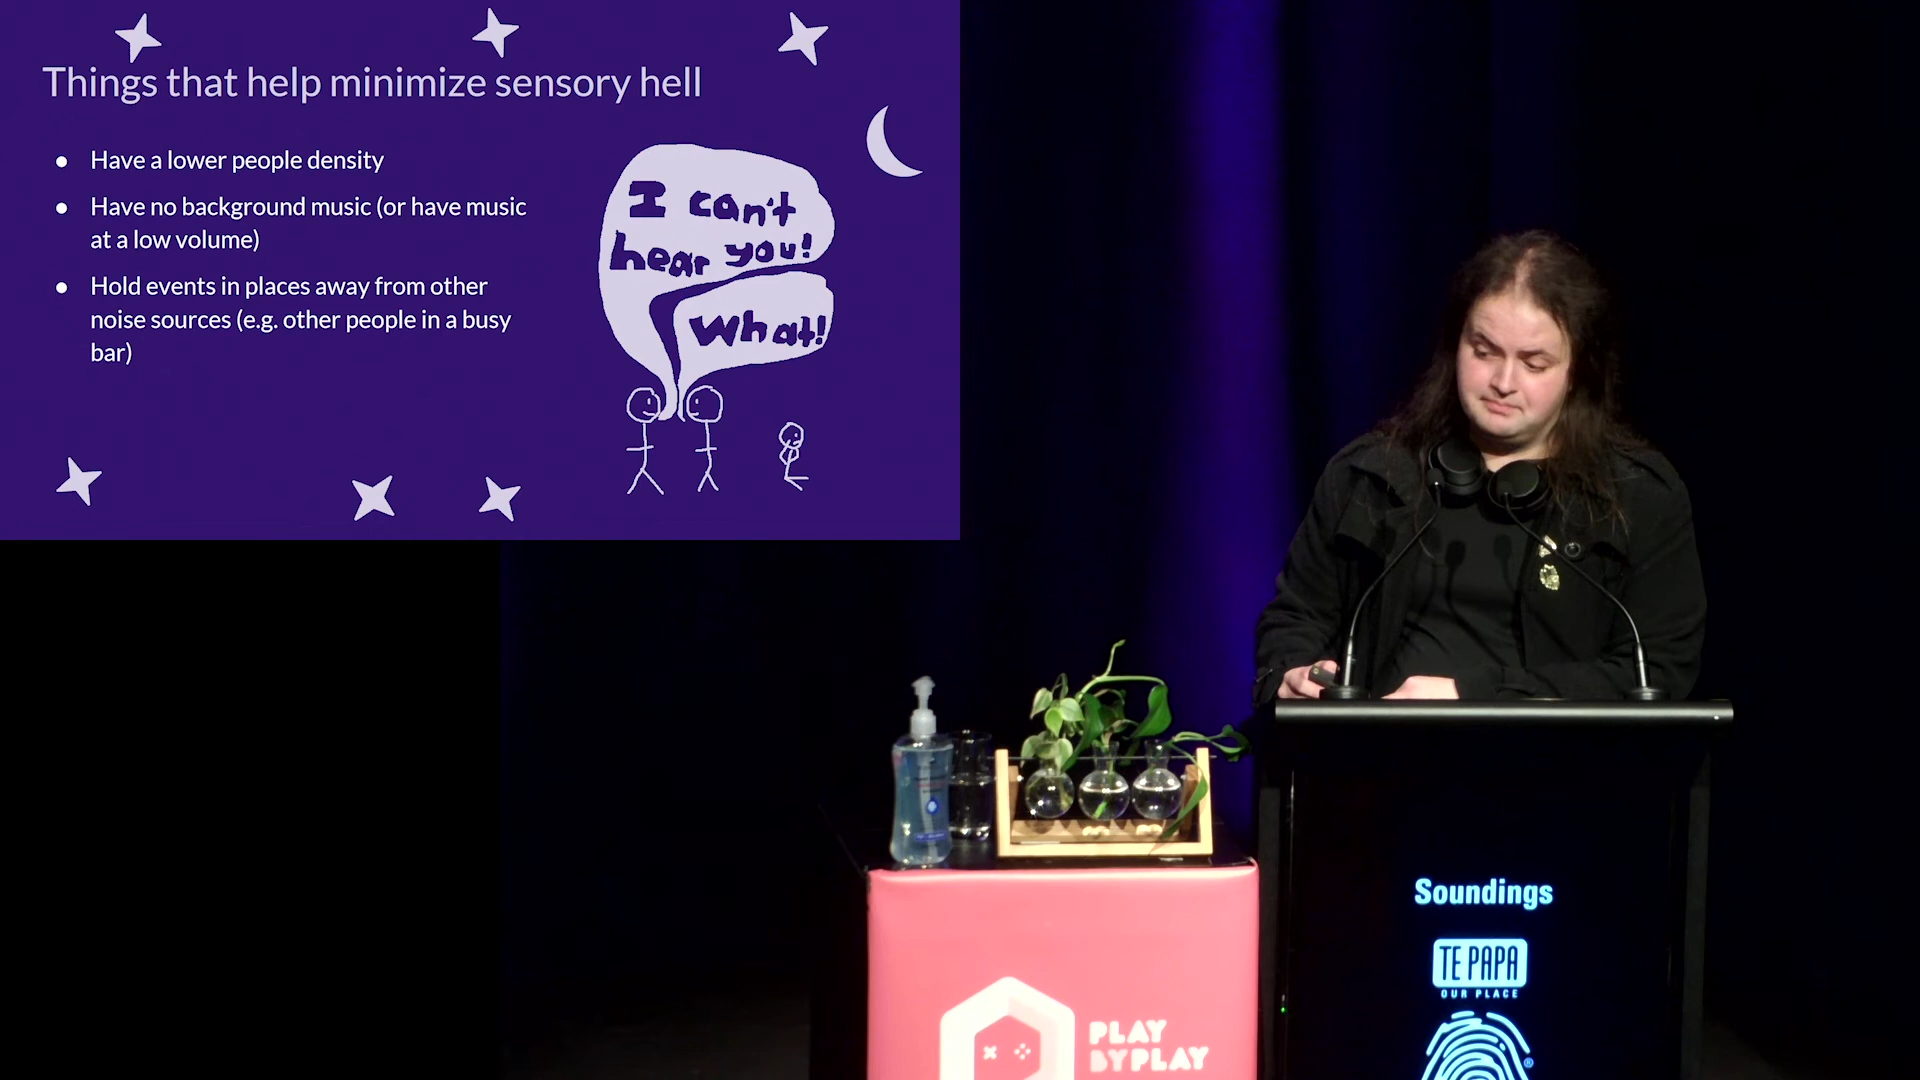 Things that help minimize sensory hell
● Have a lower people density
● Have no background music (or have music
at a low volume)
● Hold events in places away from other
noise sources (e.g. other people in a busy
bar)
I can't
hear you!
What!
Soundings
TE PAPA
OUR PLACE
PLAY
BYPLAY